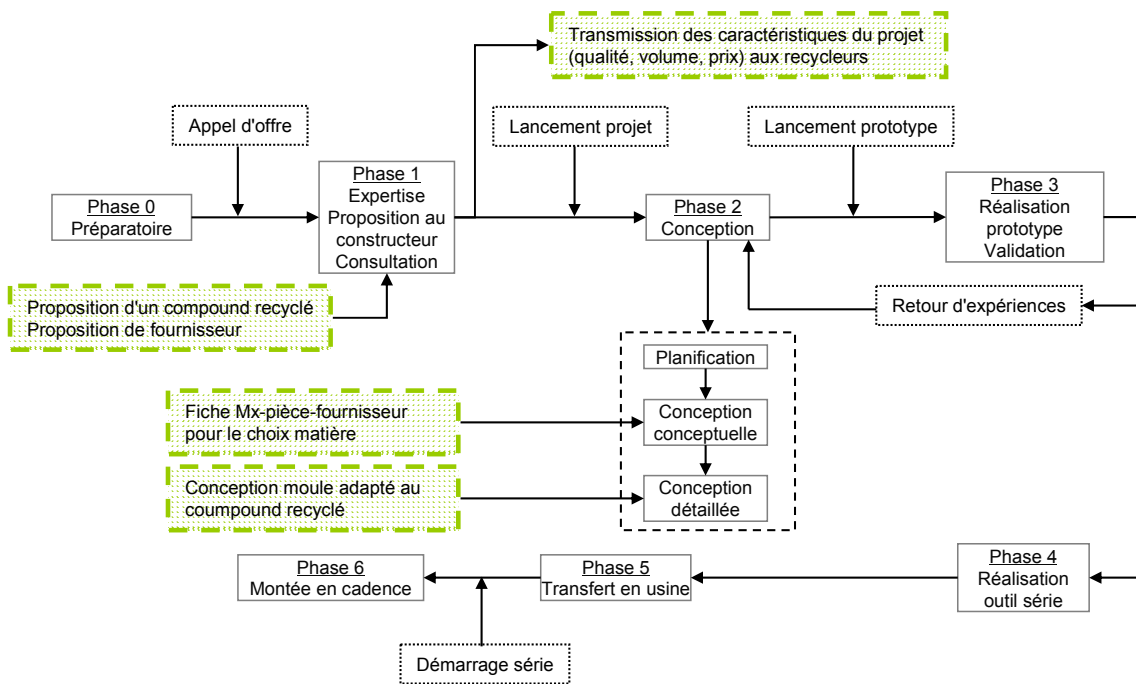 Transmission des caractéristiques du projet
(qualité, volume, prix) aux recycleurs
Appel d'offre
Lancement projet
Lancement prototype
Phase 0
Préparatoire
Phase 1
Expertise
Proposition au
constructeur
Consultation
Phase 2
Conception
Phase 3
Réalisation
prototype
Validation
Proposition d'un compound recyclé
Proposition de fournisseur
Retour d'expériences
Planification
Fiche Mx-pièce-fournisseur
pour le choix matière
Conception
conceptuelle
Conception moule adapté au
coumpound recyclé
Conception
détaillée
Phase 6
Montée en cadence
Phase 5
Transfert en usine
Phase 4
Réalisation
outil série
Démarrage série